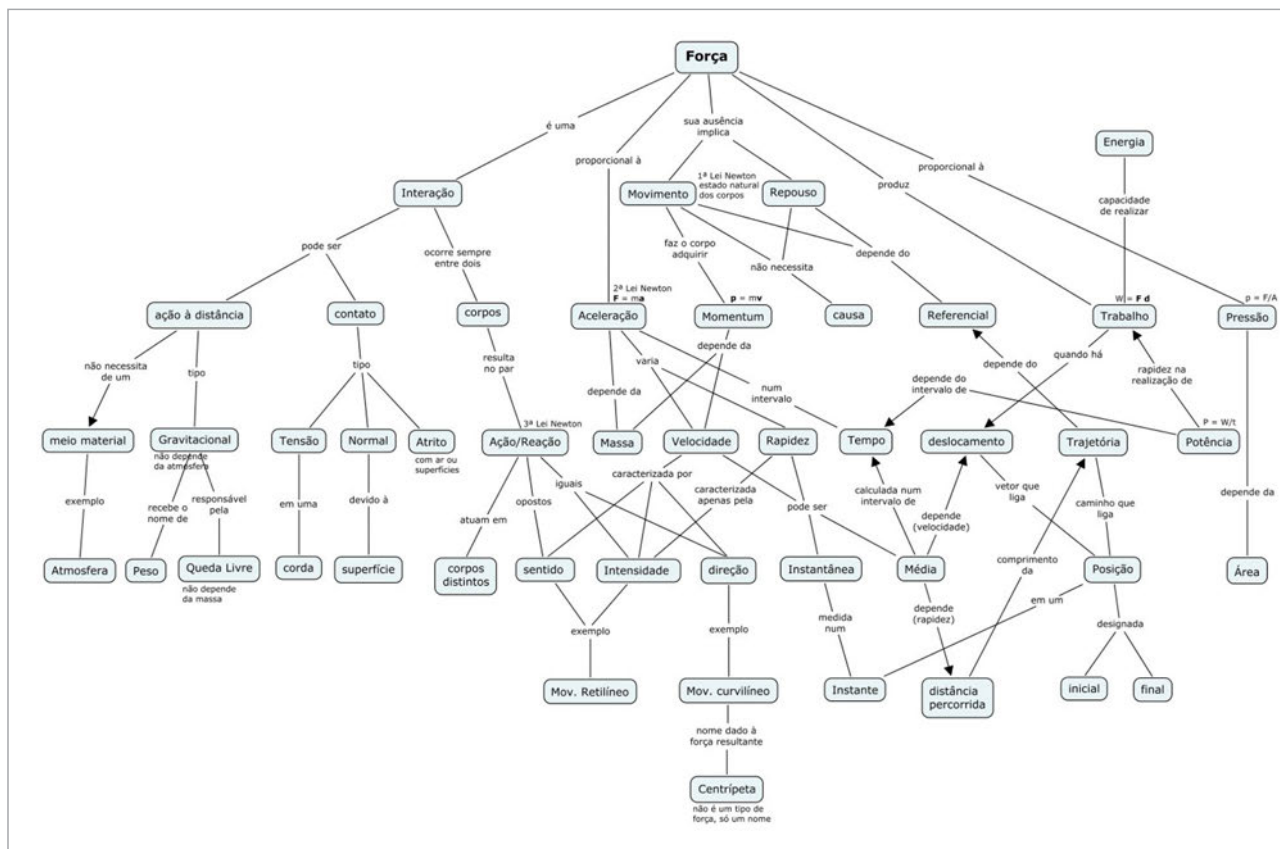 Força
é uma
sua ausência
implica
proporcional à
proporcional à
produz
Energia
capacidade
de realizar
Interação
Movimento
1ª Lei Newton
estado natural
dos corpos
Repouso
pode ser
ocorre sempre
entre dois
faz o corpo
adquirir
não necessita
depende do
ação à distância
contato
corpos
2ª Lei Newton
F = ma
Aceleração
p = mv
Momentum
causa
Referencial
W = F d
Trabalho
p = F/A
Pressão
não necessita
de um
tipo
tipo
resulta
no par
depende da
varia
depende da
num
intervalo
depende do
intervalo de
depende do
quando há
rapidez na
realização de
meio material
Gravitacional
não depende
da atmosfera
Tensão
Normal
Atrito
com ar ou
superfícies
3ª Lei Newton
Ação/Reação
Massa
Velocidade
Rapidez
Tempo
deslocamento
Trajetória
P = W/t
Potência
exemplo
recebe o
nome de
responsável
pela
em uma
devido à
atuam em
opostos
iguais
caracterizada por
caracterizada
apenas pela
pode ser
calculada num
intervalo de
depende
(velocidade)
vetor que
liga
caminho que
liga
comprimento
da
depende da
Atmosfera
Peso
Queda Livre
não depende
da massa
corda
superfície
corpos
distintos
sentido
Intensidade
direção
Instantânea
Média
Posição
Área
exemplo
exemplo
medida
num
depende
(rapidez)
em um
designada
Mov. Retilíneo
Mov. curvilíneo
Instante
distância
percorrida
inicial
final
nome dado à
força resultante
Centrípeta
não é um tipo de
força, só um nome